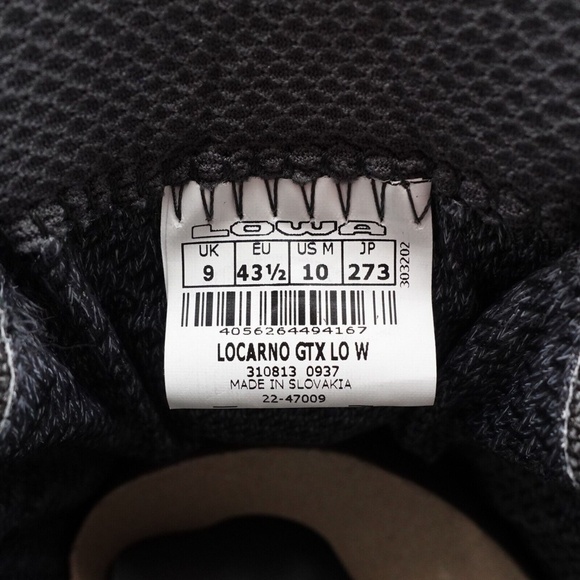 LOWA
UK EU US M JP
9 43½ 10 273
303202
4056264494167
LOCARNO GTX LO W
310813 0937
MADE IN SLOVAKIA
22-47009